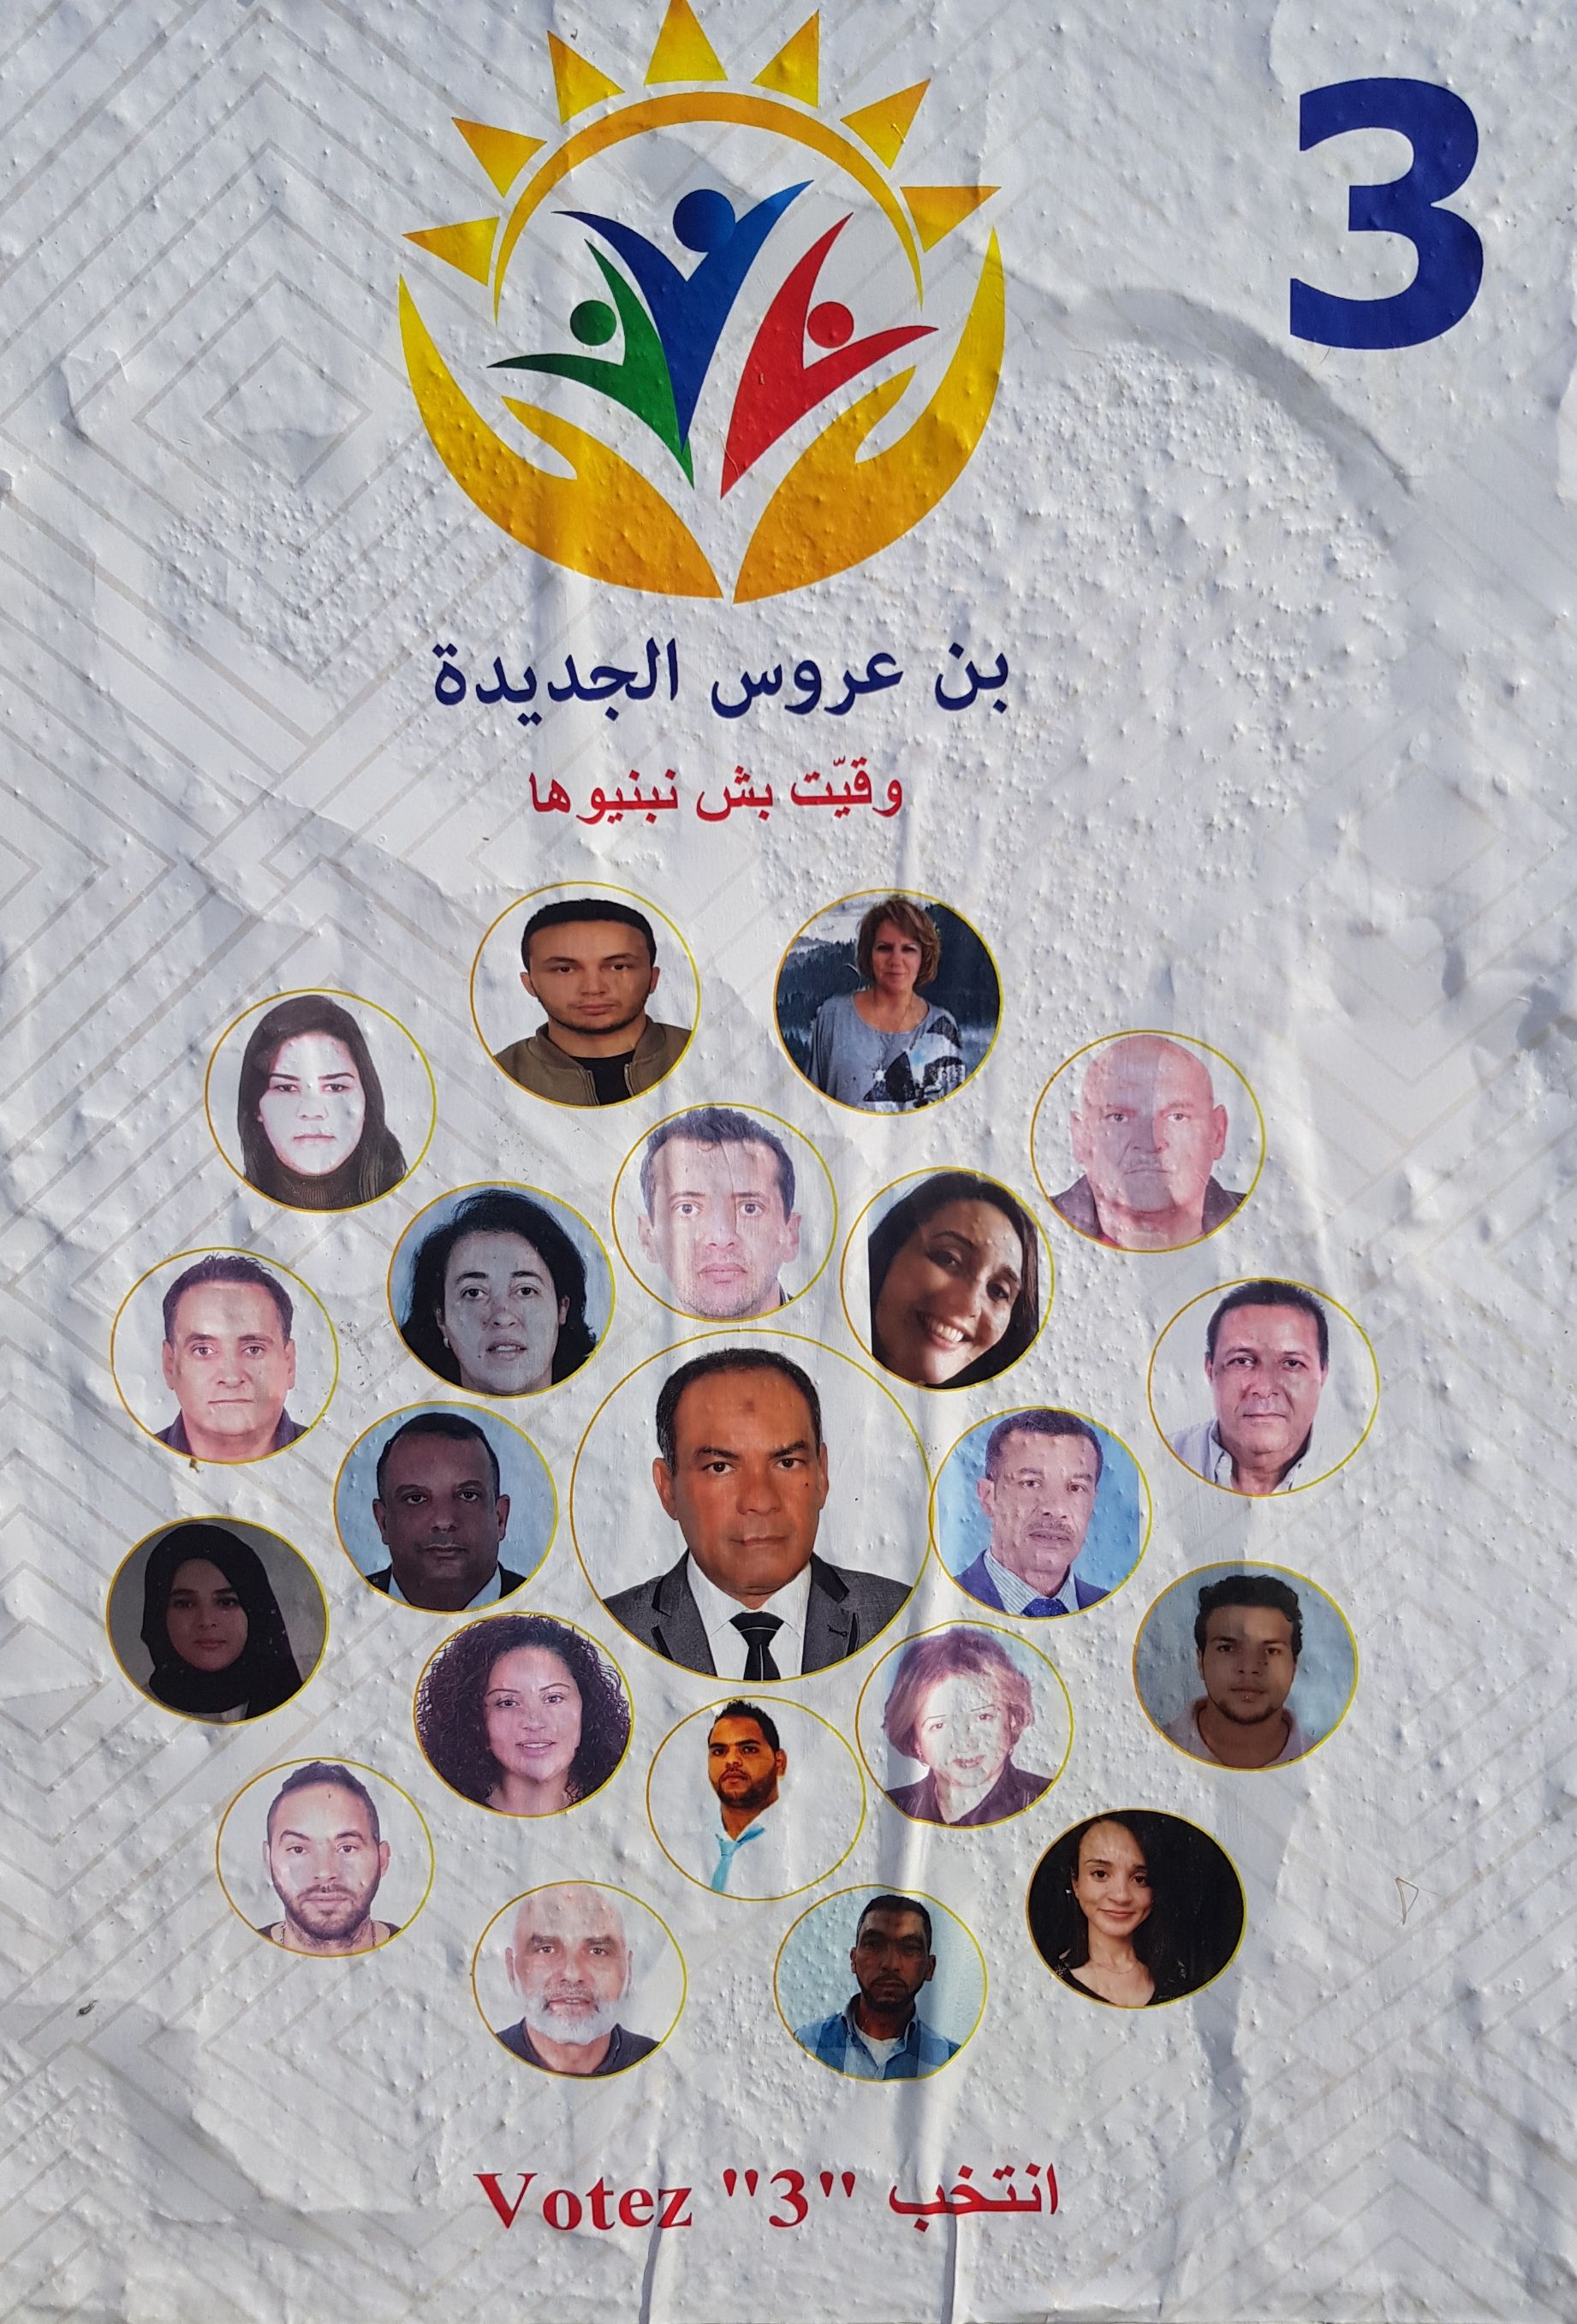 3
بن عروس الجديدة
وقيّت بش نبنيوها
انتخب "3" Votez